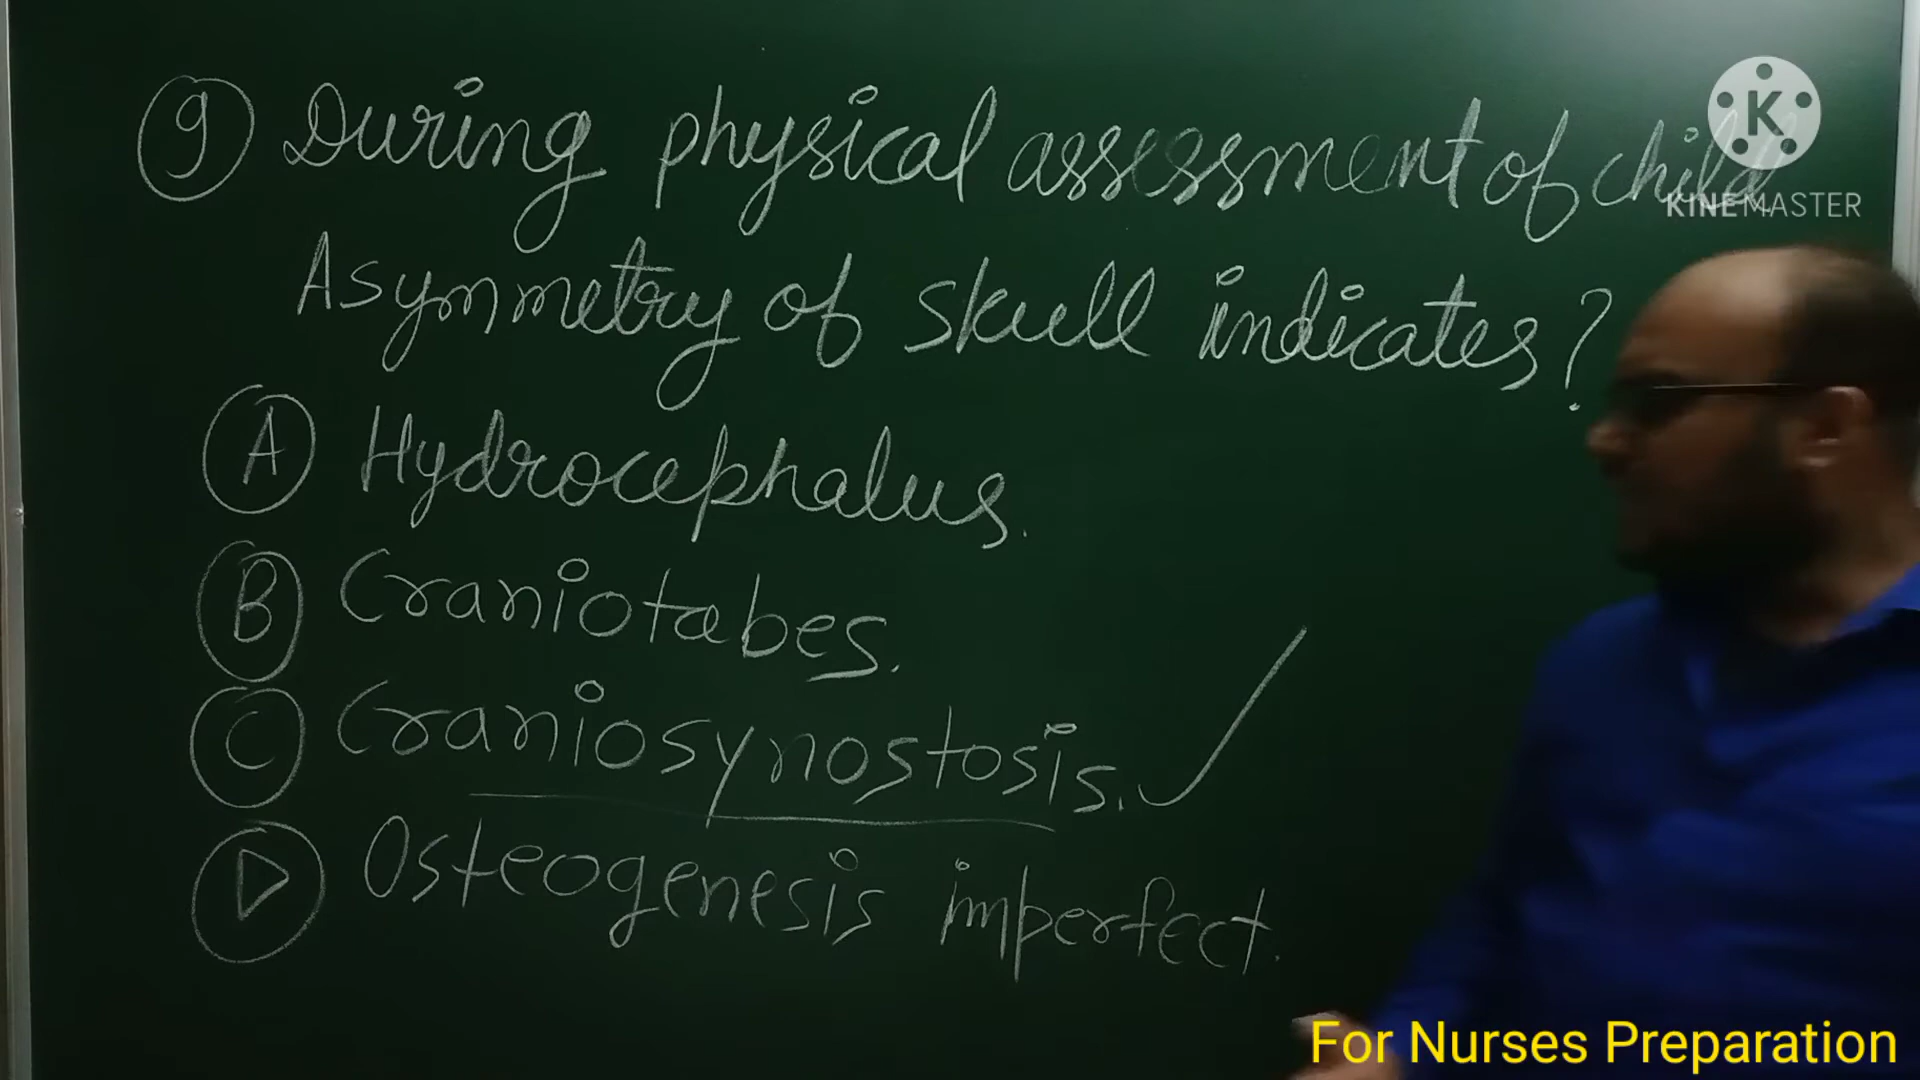 9 During physical assessment of child
Asymmetry of skull indicates?
A Hydrocephalus.
B Craniotabes.
C Craniosynostosis.
D Osteogenesis imperfect.
K
KINEMASTER
For Nurses Preparation